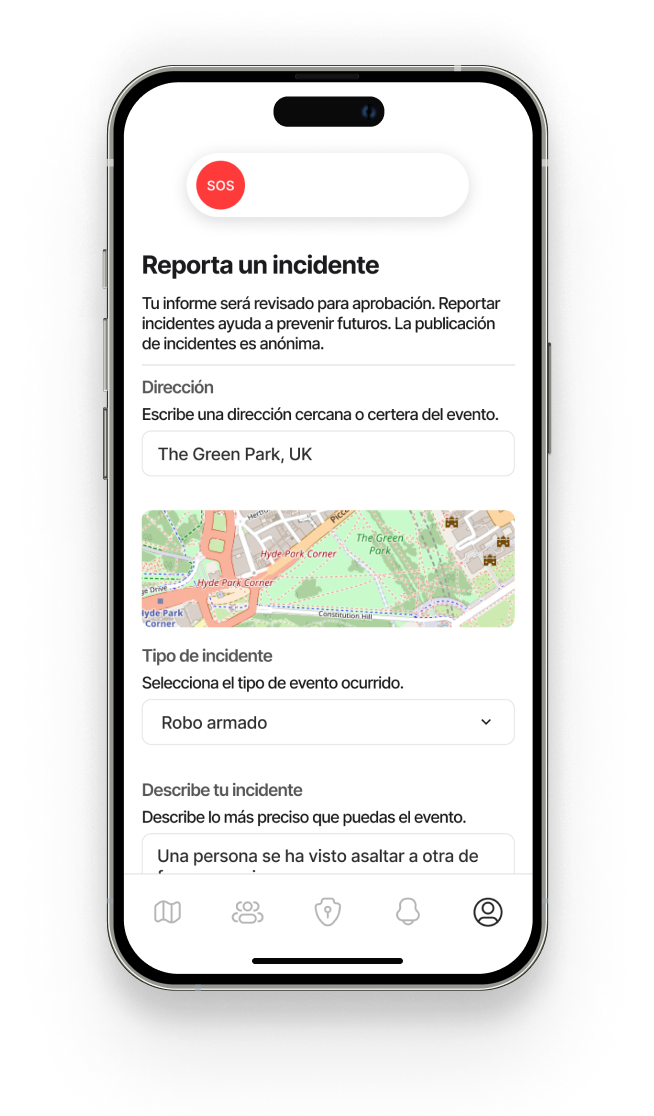 SOS
Reporta un incidente
Tu informe será revisado para aprobación. Reportar
incidentes ayuda a prevenir futuros. La publicación
de incidentes es anónima.
Dirección
Escribe una dirección cercana o certera del evento.
The Green Park, UK
Hyde Park Corner
The Green
Park
Hyde Park Corner
Drive
Hyde Park
Corner
Constitution Hill
Tipo de incidente
Selecciona el tipo de evento ocurrido.
Robo armado
Describe tu incidente
Describe lo más preciso que puedas el evento.
Una persona se ha visto asaltar a otra de